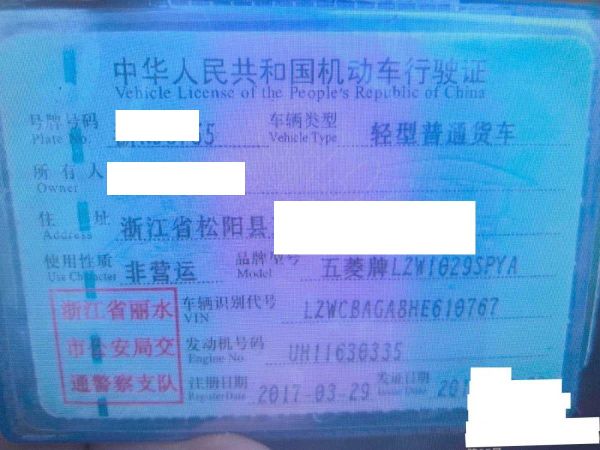 中华人民共和国机动车行驶证
Vehicle License of the People's Republic of China
号牌号码 车辆类型 轻型普通货车
Plate No. Vehicle Type
所有人
Owner
住址 浙江省松阳县
Address
使用性质 非营运 品牌型号 五菱牌LZW1029SPYA
Use Character Model
浙江省丽水 车辆识别代号 LZWCBAGA8HE610767
VIN
市公安局交 发动机号码 UH11630335
Engine No.
通警察支队 注册日期 2017-03-29 发证日期
Register Date Issue Date